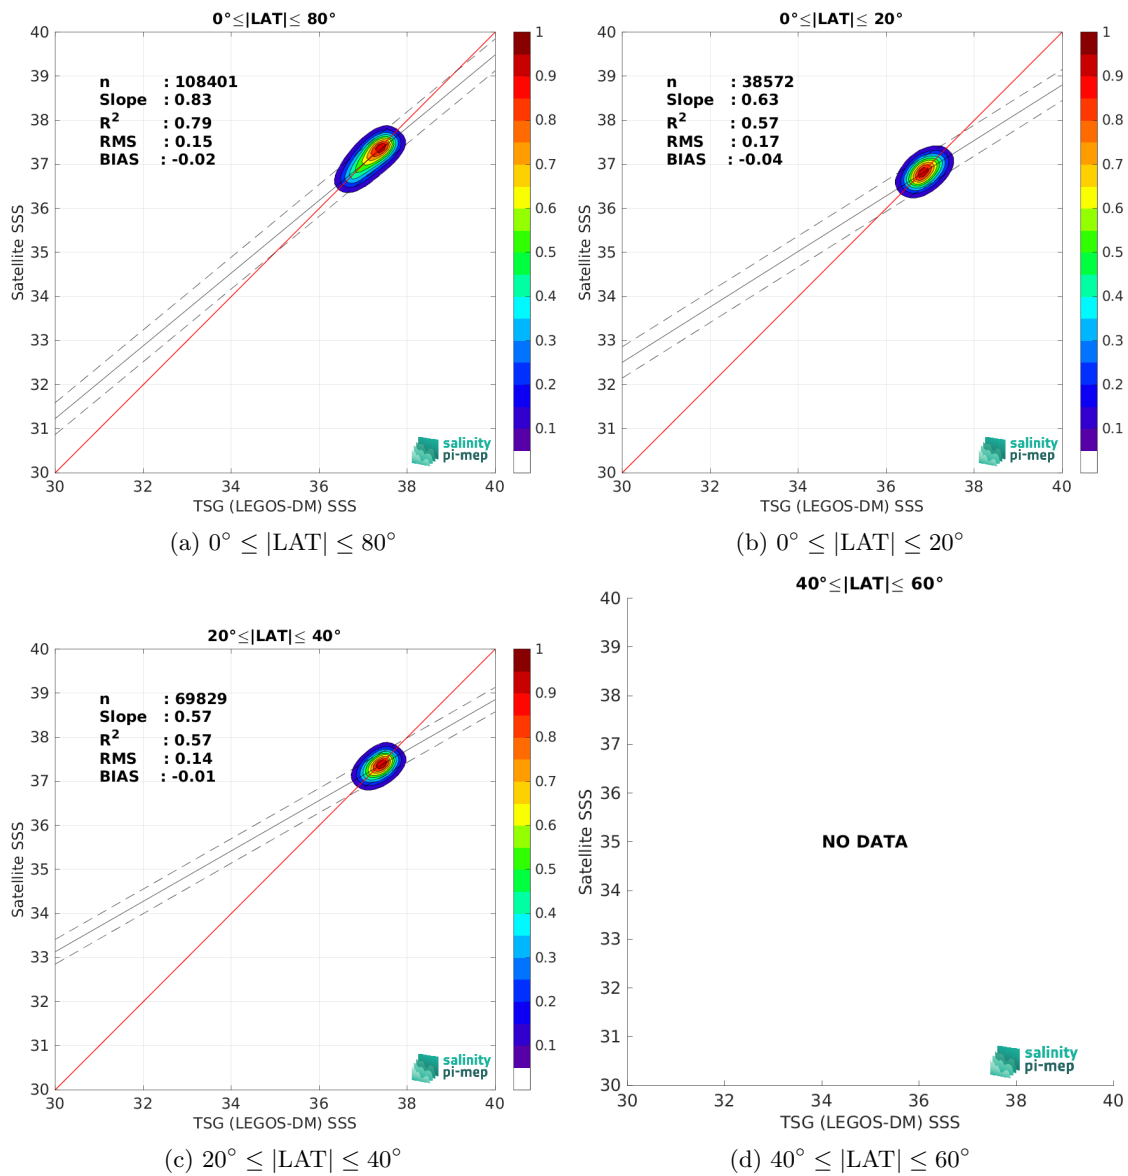 0°≤|LAT|≤ 80°
40
39
38
37
36
35
34
33
32
31
30
Satellite SSS
n : 108401
Slope : 0.83
R2 : 0.79
RMS : 0.15
BIAS : -0.02
salinity
pi-mep
30 32 34 36 38 40
TSG (LEGOS-DM) SSS
1
0.9
0.8
0.7
0.6
0.5
0.4
0.3
0.2
0.1
(a) 0° ≤ |LAT| ≤ 80°
0°≤|LAT|≤ 20°
40
39
38
37
36
35
34
33
32
31
30
Satellite SSS
n : 38572
Slope : 0.63
R2 : 0.57
RMS : 0.17
BIAS : -0.04
salinity
pi-mep
30 32 34 36 38 40
TSG (LEGOS-DM) SSS
1
0.9
0.8
0.7
0.6
0.5
0.4
0.3
0.2
0.1
(b) 0° ≤ |LAT| ≤ 20°
20°≤|LAT|≤ 40°
40
39
38
37
36
35
34
33
32
31
30
Satellite SSS
n : 69829
Slope : 0.57
R2 : 0.57
RMS : 0.14
BIAS : -0.01
salinity
pi-mep
30 32 34 36 38 40
TSG (LEGOS-DM) SSS
1
0.9
0.8
0.7
0.6
0.5
0.4
0.3
0.2
0.1
(c) 20° ≤ |LAT| ≤ 40°
40°≤|LAT|≤ 60°
40
39
38
37
36
35
34
33
32
31
30
Satellite SSS
NO DATA
salinity
pi-mep
30 32 34 36 38 40
TSG (LEGOS-DM) SSS
(d) 40° ≤ |LAT| ≤ 60°